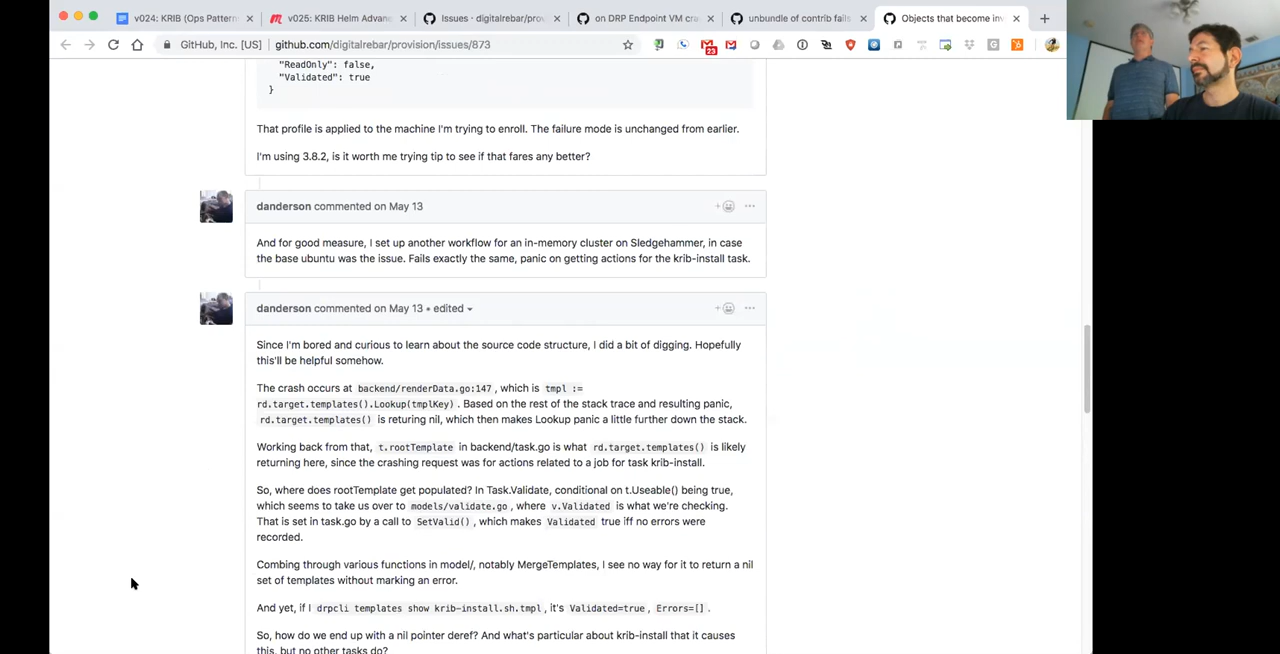 v024: KRIB (Ops Pattern
v025: KRIB Helm Advan
Issues · digitalrebar/prov
on DRP Endpoint VM cra
unbundle of contrib fails
Objects that become inv
GitHub, Inc. [US]
github.com/digitalrebar/provision/issues/873
23
"ReadOnly": false,
"Validated": true
}
That profile is applied to the machine I'm trying to enroll. The failure mode is unchanged from earlier.
I'm using 3.8.2, is it worth me trying tip to see if that fares any better?
danderson commented on May 13
And for good measure, I set up another workflow for an in-memory cluster on Sledgehammer, in case
the base ubuntu was the issue. Fails exactly the same, panic on getting actions for the krib-install task.
danderson commented on May 13 • edited
Since I'm bored and curious to learn about the source code structure, I did a bit of digging. Hopefully
this'll be helpful somehow.
The crash occurs at backend/renderData.go:147, which is tmpl :=
rd.target.templates().Lookup(tmplKey). Based on the rest of the stack trace and resulting panic,
rd.target.templates() is returing nil, which then makes Lookup panic a little further down the stack.
Working back from that, t.rootTemplate in backend/task.go is what rd.target.templates() is likely
returning here, since the crashing request was for actions related to a job for task krib-install.
So, where does rootTemplate get populated? In Task.Validate, conditional on t.Useable() being true,
which seems to take us over to models/validate.go, where v.Validated is what we're checking.
That is set in task.go by a call to SetValid(), which makes Validated true iff no errors were
recorded.
Combing through various functions in model/, notably MergeTemplates, I see no way for it to return a nil
set of templates without marking an error.
And yet, if I drpcli templates show krib-install.sh.tmpl, it's Validated=true, Errors=[].
So, how do we end up with a nil pointer deref? And what's particular about krib-install that it causes
this, but no other tasks do?